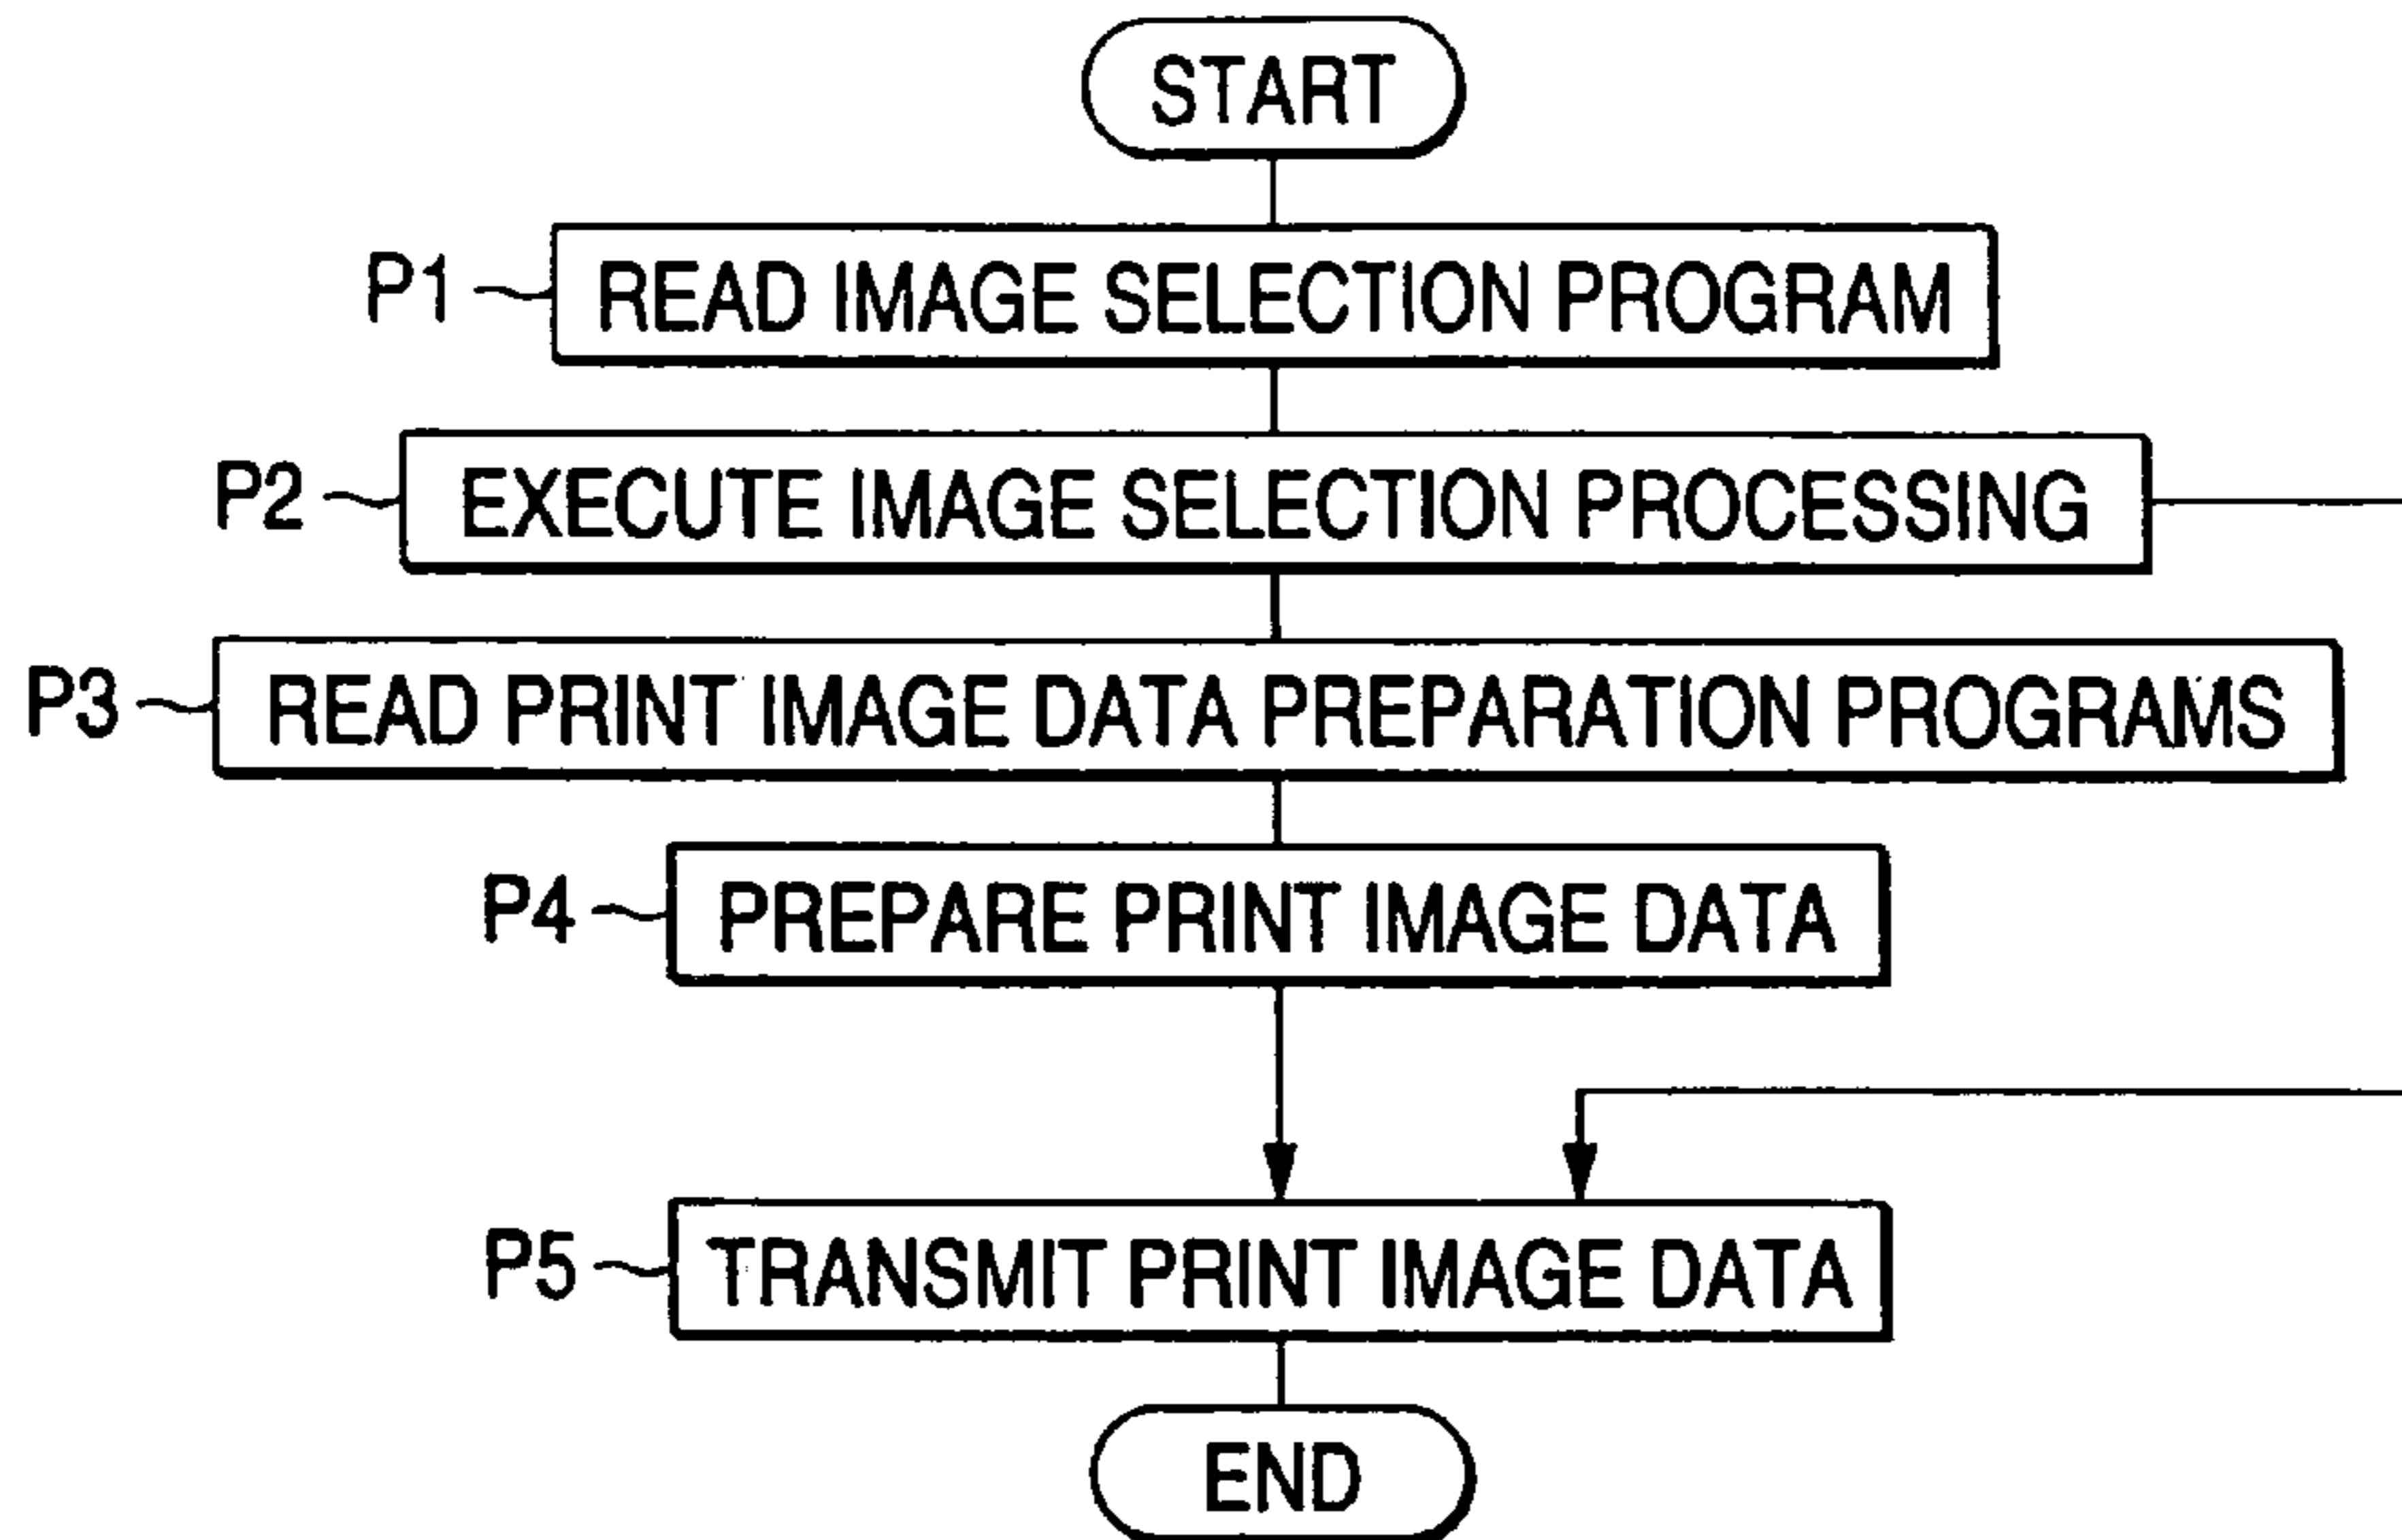 START
P1 READ IMAGE SELECTION PROGRAM
P2 EXECUTE IMAGE SELECTION PROCESSING
P3 READ PRINT IMAGE DATA PREPARATION PROGRAMS
P4 PREPARE PRINT IMAGE DATA
P5 TRANSMIT PRINT IMAGE DATA
END